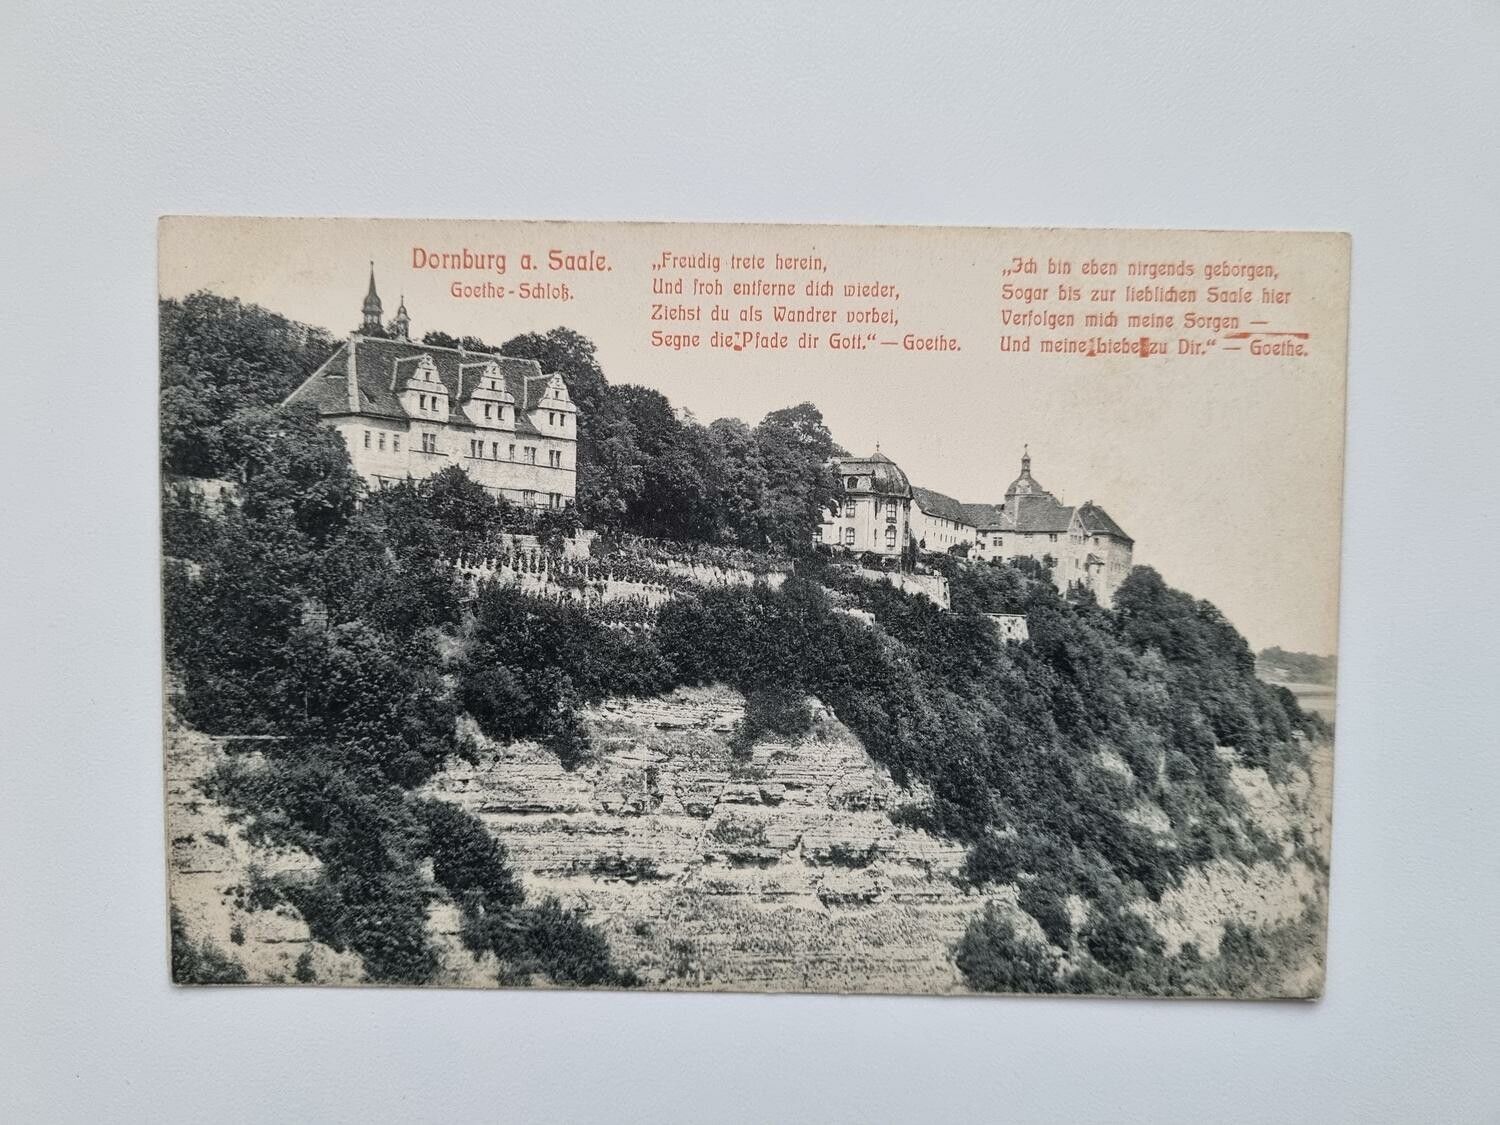 Dornburg a. Saale.
Goethe-Schloß.
„Freudig trete herein,
Und froh entferne dich wieder,
Ziehst du als Wandrer vorbei,
Segne die Pfade dir Gott.“ — Goethe.
„Ich bin eben nirgends geborgen,
Sogar bis zur lieblichen Saale hier
Verfolgen mich meine Sorgen —
Und meine Liebe zu Dir.“ — Goethe.